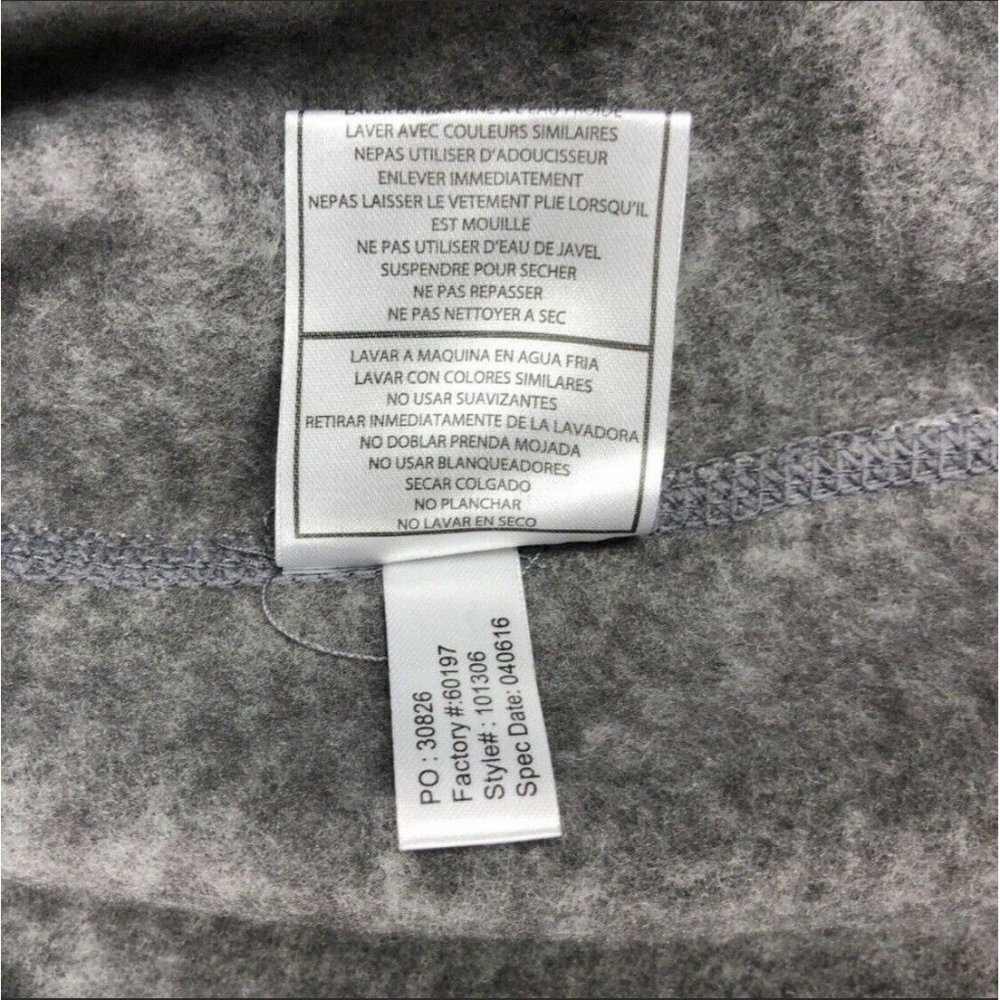 LAVER AVEC COULEURS SIMILAIRES
NEPAS UTILISER D'ADOUCISSEUR
ENLEVER IMMEDIATEMENT
NEPAS LAISSER LE VETEMENT PLIE LORSQU'IL
EST MOUILLE
NE PAS UTILISER D'EAU DE JAVEL
SUSPENDRE POUR SECHER
NE PAS REPASSER
NE PAS NETTOYER A SEC
LAVAR A MAQUINA EN AGUA FRIA
LAVAR CON COLORES SIMILARES
NO USAR SUAVIZANTES
RETIRAR INMEDIATAMENTE DE LA LAVADORA
NO DOBLAR PRENDA MOJADA
NO USAR BLANQUEADORES
SECAR COLGADO
NO PLANCHAR
NO LAVAR EN SECO
PO : 30826
Factory #:60197
Style# : 101306
Spec Date: 040616